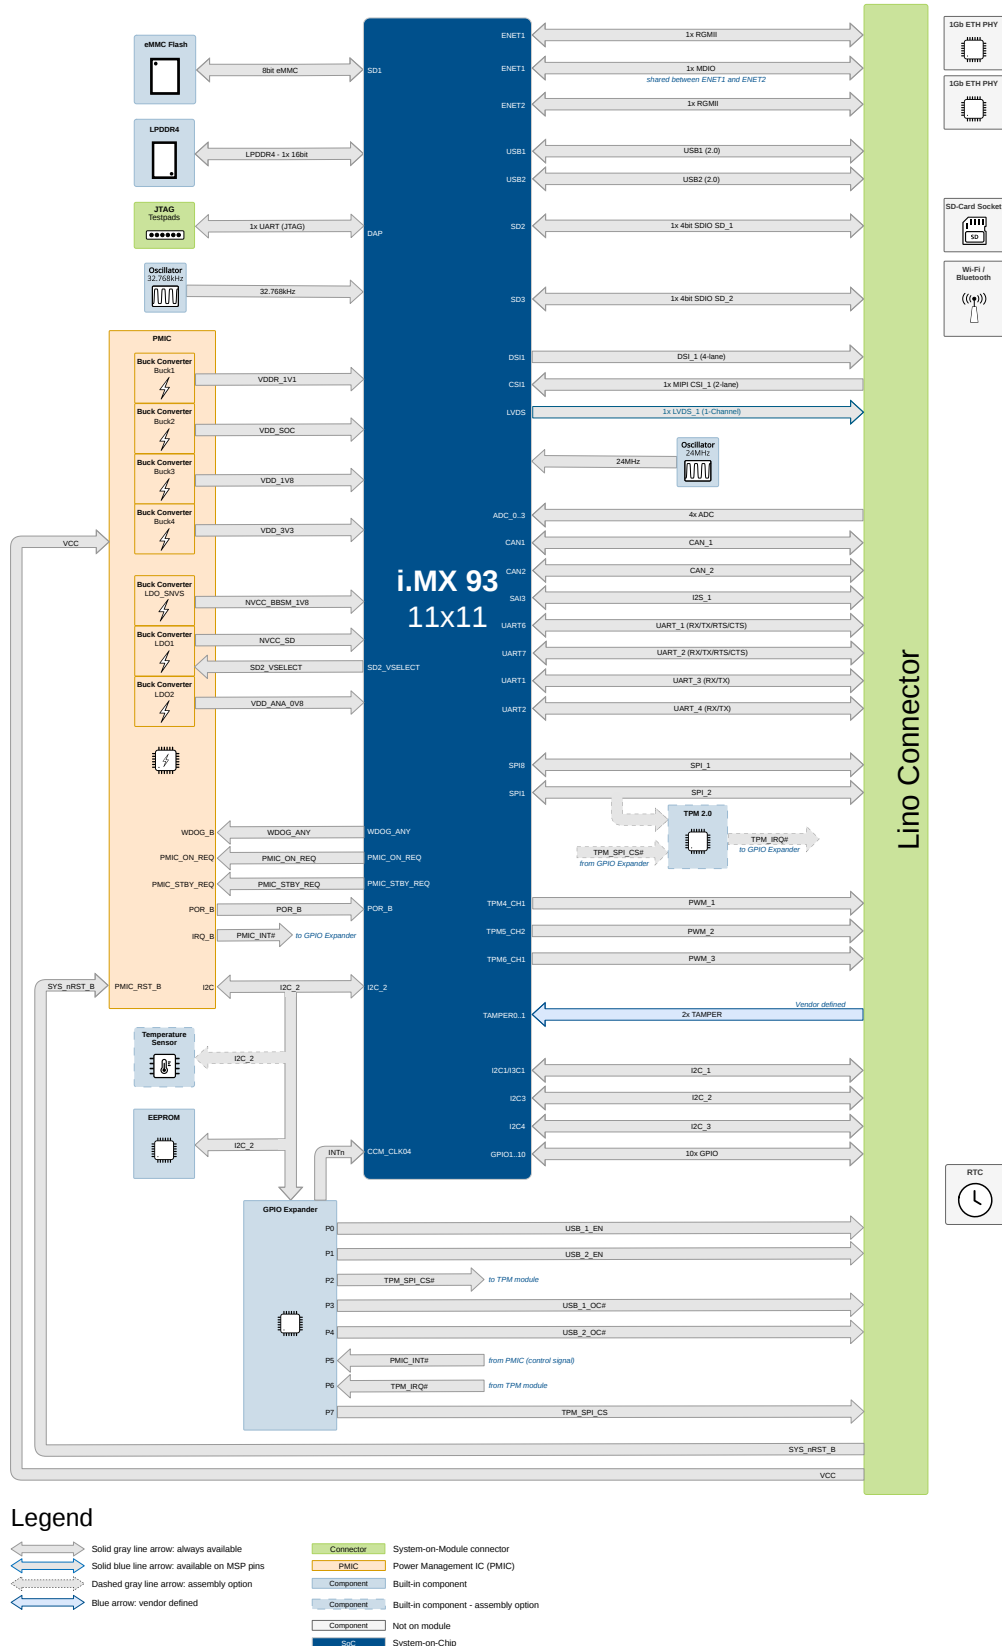 eMMC Flash
8bit eMMC
SD1
LPDDR4
LPDDR4 - 1x 16bit
JTAG
Testpads
1x UART (JTAG)
DAP
Oscillator
32.768kHz
32.768kHz
PMIC
Buck Converter
Buck1
VDDR_1V1
Buck Converter
Buck2
VDD_SOC
Buck Converter
Buck3
VDD_1V8
Buck Converter
Buck4
VDD_3V3
VCC
Buck Converter
LDO_SNVS
NVCC_BBSM_1V8
Buck Converter
LDO1
NVCC_SD
SD2_VSELECT
SD2_VSELECT
Buck Converter
LDO2
VDD_ANA_0V8
WDOG_B
WDOG_ANY
WDOG_ANY
PMIC_ON_REQ
PMIC_ON_REQ
PMIC_ON_REQ
PMIC_STBY_REQ
PMIC_STBY_REQ
PMIC_STBY_REQ
POR_B
POR_B
POR_B
IRQ_B
PMIC_INT#
to GPIO Expander
SYS_nRST_B
PMIC_RST_B
I2C
I2C_2
I2C_2
Temperature
Sensor
I2C_2
EEPROM
I2C_2
INTn
CCM_CLK04
i.MX 93
11x11
ENET1
1x RGMII
ENET1
1x MDIO
shared between ENET1 and ENET2
ENET2
1x RGMII
USB1
USB1 (2.0)
USB2
USB2 (2.0)
SD2
1x 4bit SDIO SD_1
SD3
1x 4bit SDIO SD_2
DSI1
DSI_1 (4-lane)
CSI1
1x MIPI CSI_1 (2-lane)
LVDS
1x LVDS_1 (1-Channel)
24MHz
Oscillator
24MHz
ADC_0..3
4x ADC
CAN1
CAN_1
CAN2
CAN_2
SAI3
I2S_1
UART6
UART_1 (RX/TX/RTS/CTS)
UART7
UART_2 (RX/TX/RTS/CTS)
UART1
UART_3 (RX/TX)
UART2
UART_4 (RX/TX)
SPI8
SPI_1
SPI1
SPI_2
TPM 2.0
TPM_SPI_CS#
from GPIO Expander
TPM_IRQ#
to GPIO Expander
TPM4_CH1
PWM_1
TPM5_CH2
PWM_2
TPM6_CH1
PWM_3
Vendor defined
TAMPER0..1
2x TAMPER
I2C1/I3C1
I2C_1
I2C3
I2C_2
I2C4
I2C_3
GPIO1..10
10x GPIO
Lino Connector
1Gb ETH PHY
1Gb ETH PHY
SD-Card Socket
SD
Wi-Fi /
Bluetooth
RTC
GPIO Expander
P0
USB_1_EN
P1
USB_2_EN
P2
TPM_SPI_CS#
to TPM module
P3
USB_1_OC#
P4
USB_2_OC#
P5
PMIC_INT#
from PMIC (control signal)
P6
TPM_IRQ#
from TPM module
P7
TPM_SPI_CS
SYS_nRST_B
VCC
Legend
Solid gray line arrow: always available
Solid blue line arrow: available on MSP pins
Dashed gray line arrow: assembly option
Blue arrow: vendor defined
Connector
System-on-Module connector
PMIC
Power Management IC (PMIC)
Component
Built-in component
Component
Built-in component - assembly option
Component
Not on module
SoC
System-on-Chip